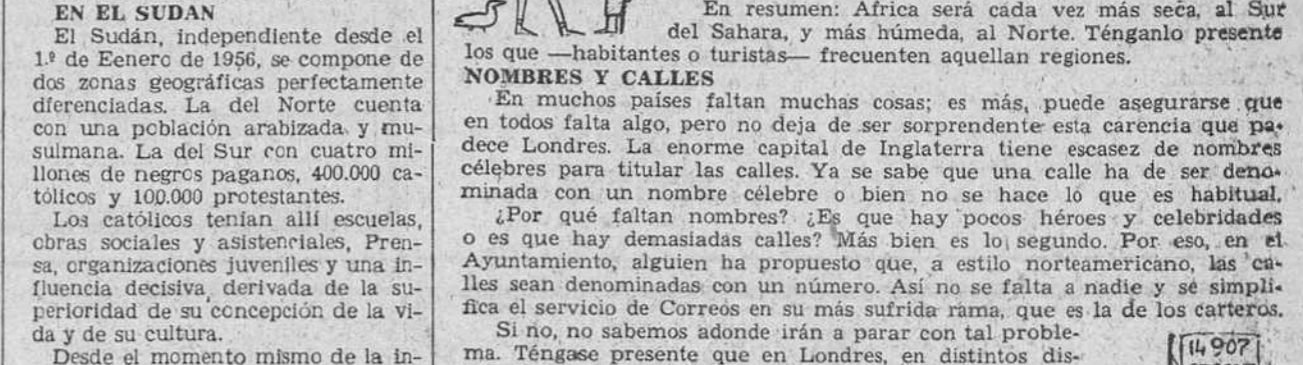 EN EL SUDAN
El Sudán, independiente desde el
1.º de Eenero de 1956, se compone de
dos zonas geográficas perfectamente
dferenciadas. La del Norte cuenta
con una población arabizada y mu-
sulmana. La del Sur con cuatro mi-
llones de negros paganos, 400.000 ca-
tólicos y 100.000 protestantes.
Los católicos tenían allí escuelas,
obras sociales y asistenciales, Pren-
sa, organizaciones juveniles y una in-
fluencia decisiva derivada de la su-
perioridad de su concepción de la vi-
da y de su cultura.
Desde el momento mismo de la in-
En resumen: Africa será cada vez más seca, al Sur
del Sahara, y más húmeda, al Norte. Ténganlo presente
los que —habitantes o turistas— frecuenten aquellan regiones.
NOMBRES Y CALLES
En muchos países faltan muchas cosas; es más, puede asegurarse que
en todos falta algo, pero no deja de ser sorprendente esta carencia que pa-
dece Londres. La enorme capital de Inglaterra tiene escasez de nombres
célebres para titular las calles. Ya se sabe que una calle ha de ser deno-
minada con un nombre célebre o bien no se hace lo que es habitual.
¿Por qué faltan nombres? ¿Es que hay pocos héroes y celebridades
o es que hay demasiadas calles? Más bien es lo segundo. Por eso, en el
Ayuntamiento, alguien ha propuesto que, a estilo norteamericano, las ca-
lles sean denominadas con un número. Así no se falta a nadie y se simpli-
fica el servicio de Correos en su más sufrida rama, que es la de los carteros.
Si no, no sabemos adonde irán a parar con tal proble-
ma. Téngase presente que en Londres, en distintos dis-
14907